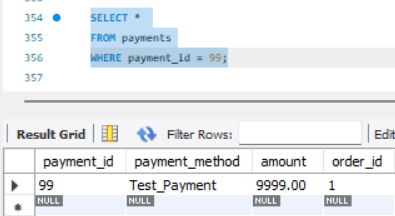 354 SELECT *
355 FROM payments
356 WHERE payment_id = 99;
357
Result Grid Filter Rows: Edit
payment_id payment_method amount order_id
99 Test_Payment 9999.00 1
NULL NULL NULL NULL